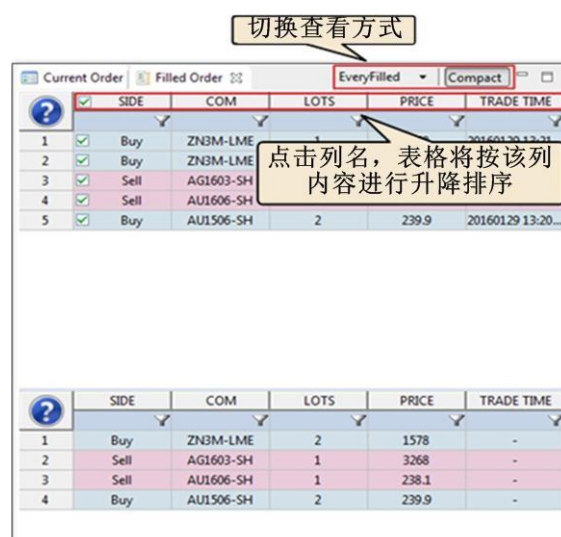 切换查看方式
Current Order Filled Order EveryFilled Compact
SIDE COM LOTS PRICE TRADE TIME
1 Buy ZN3M-LME
2 Buy ZN3M-LME
点击列名，表格将按该列
内容进行升降排序
3 Sell AG1603-SH
4 Sell AU1606-SH
5 Buy AU1506-SH 2 239.9 20160129 13:20...
SIDE COM LOTS PRICE TRADE TIME
1 Buy ZN3M-LME 2 1578 -
2 Sell AG1603-SH 1 3268 -
3 Sell AU1606-SH 1 238.1 -
4 Buy AU1506-SH 2 239.9 -